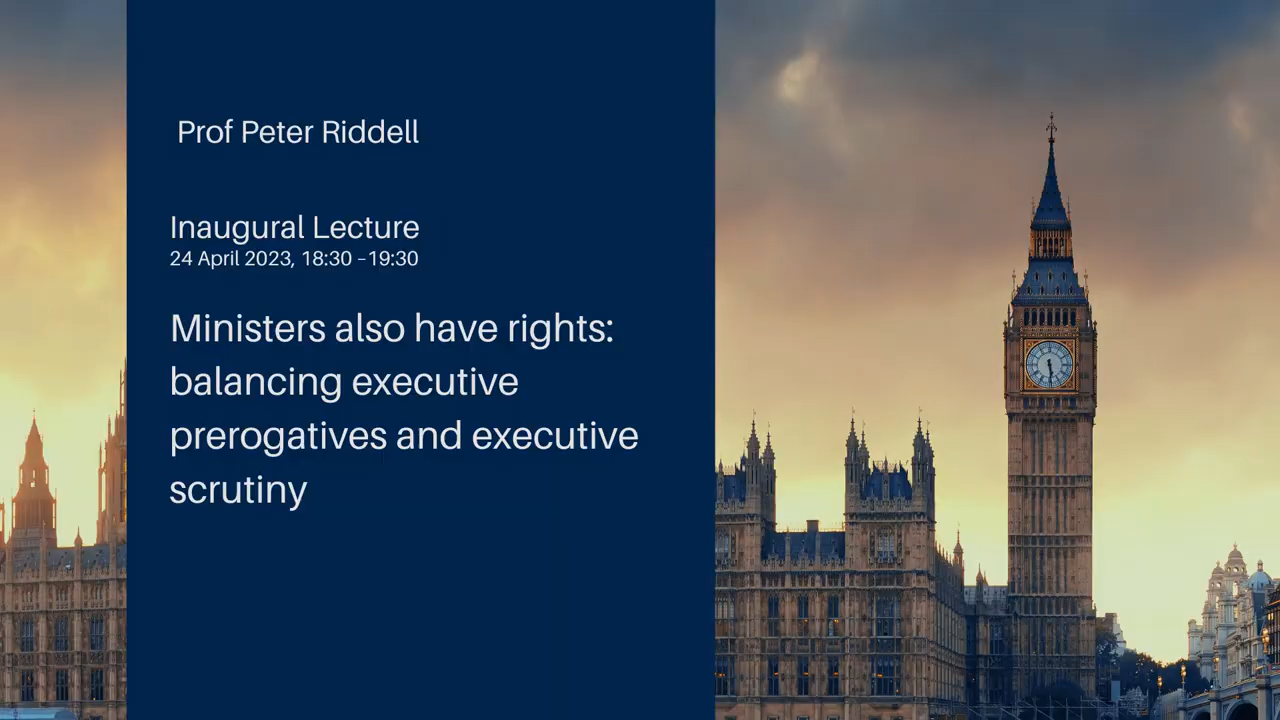 Prof Peter Riddell
Inaugural Lecture
24 April 2023, 18:30 –19:30
Ministers also have rights:
balancing executive
prerogatives and executive
scrutiny